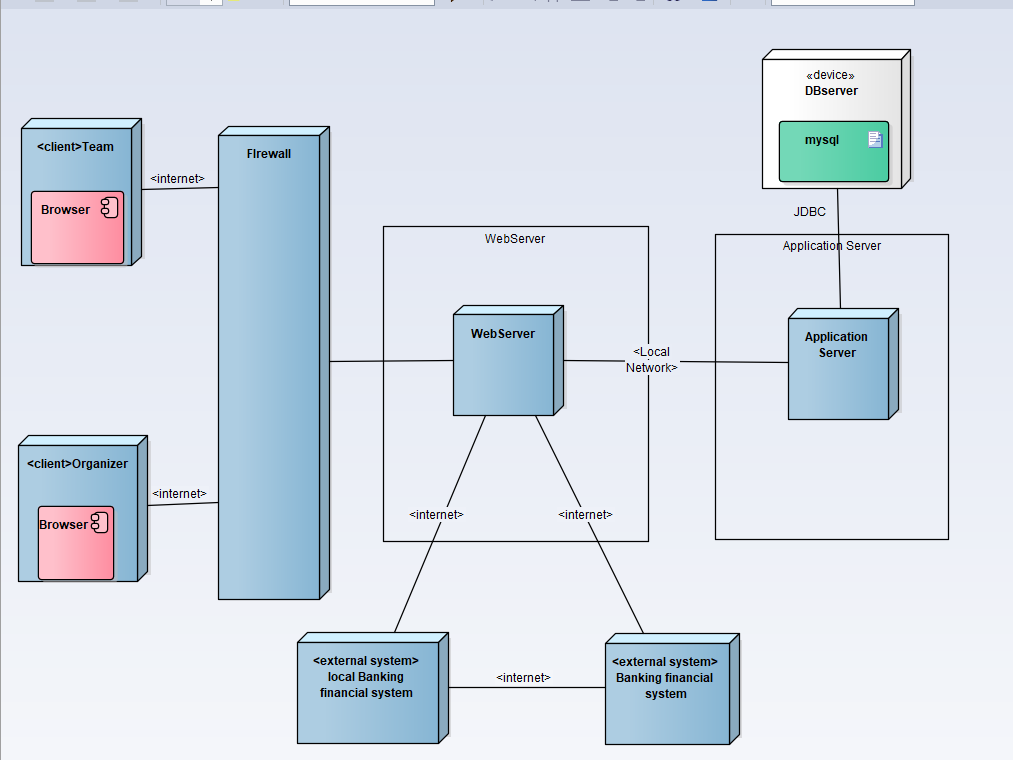 «device»
DBserver
mysql
<client>Team
Browser
<internet>
FIrewall
JDBC
WebServer
Application Server
WebServer
<Local
Network>
Application
Server
<client>Organizer
Browser
<internet>
<internet>
<internet>
<external system>
local Banking
financial system
<internet>
<external system>
Banking financial
system